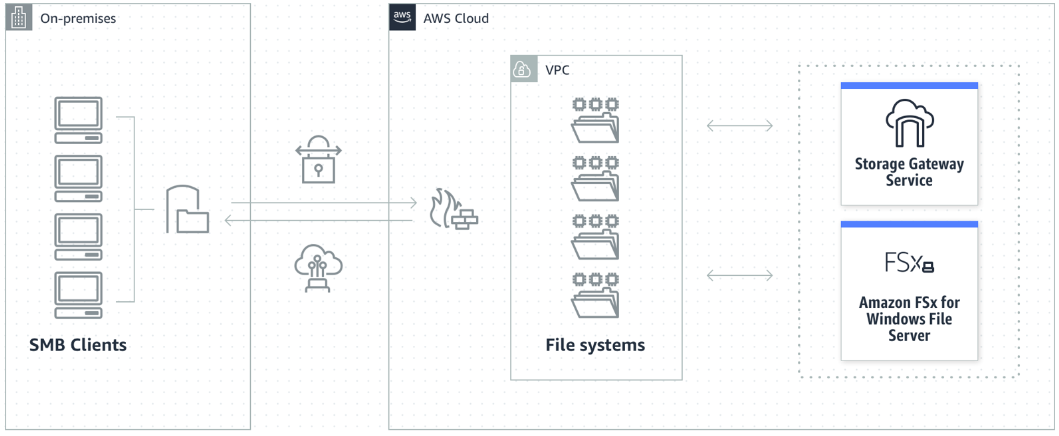 On-premises
SMB Clients
aws
AWS Cloud
VPC
File systems
Storage Gateway
Service
FSx
Amazon FSx for
Windows File
Server